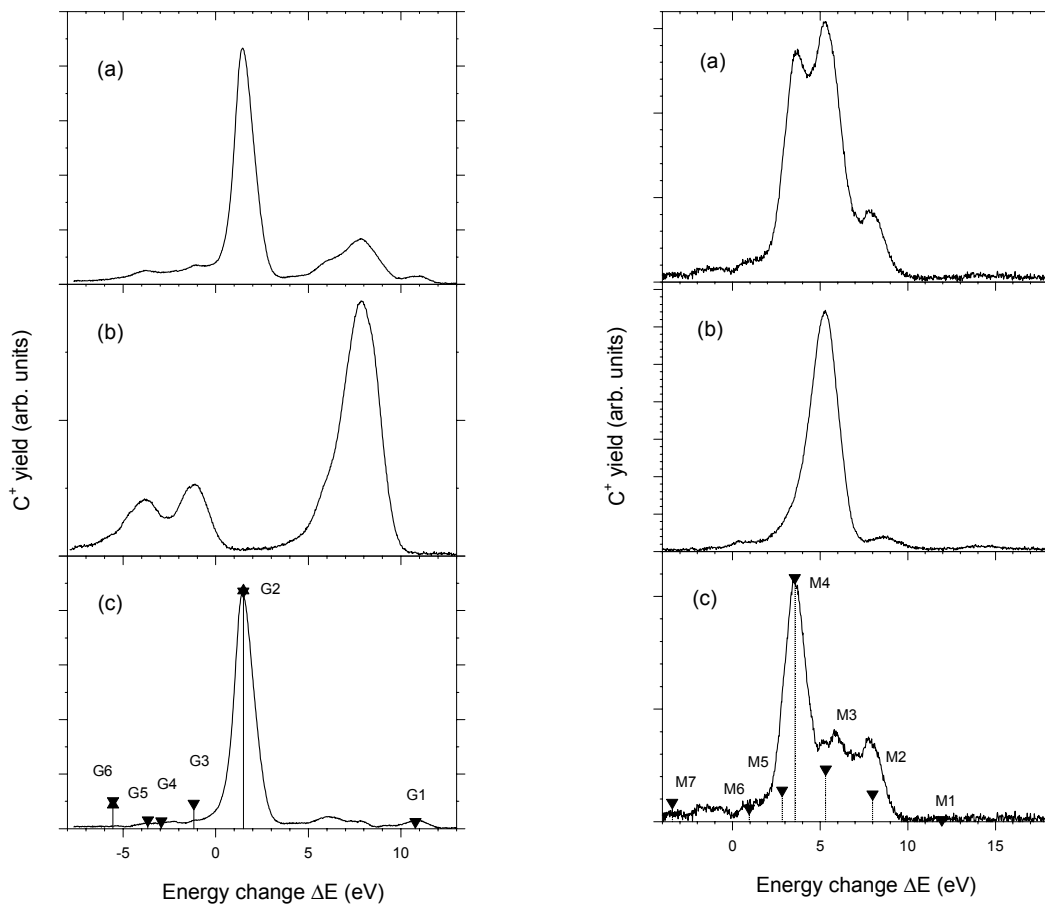 (a)
(b)
(c)
G6
G5
G4
G3
G2
G1
-5
0
5
10
Energy change ΔE (eV)
C⁺ yield (arb. units)
(a)
(b)
(c)
M7
M6
M5
M4
M3
M2
M1
0
5
10
15
Energy change ΔE (eV)
C⁺ yield (arb. units)